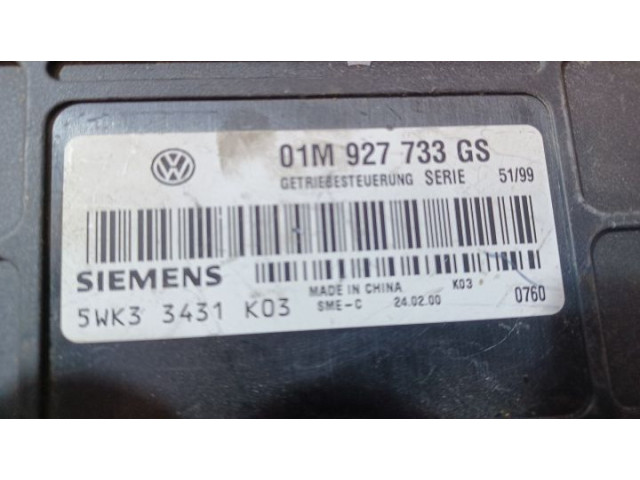 01M 927 733 GS
GETRIEBESTEUERUNG SERIE 51/99
SIEMENS
MADE IN CHINA K03
5WK3 3431 K03 SME-C 24.02.00 0760